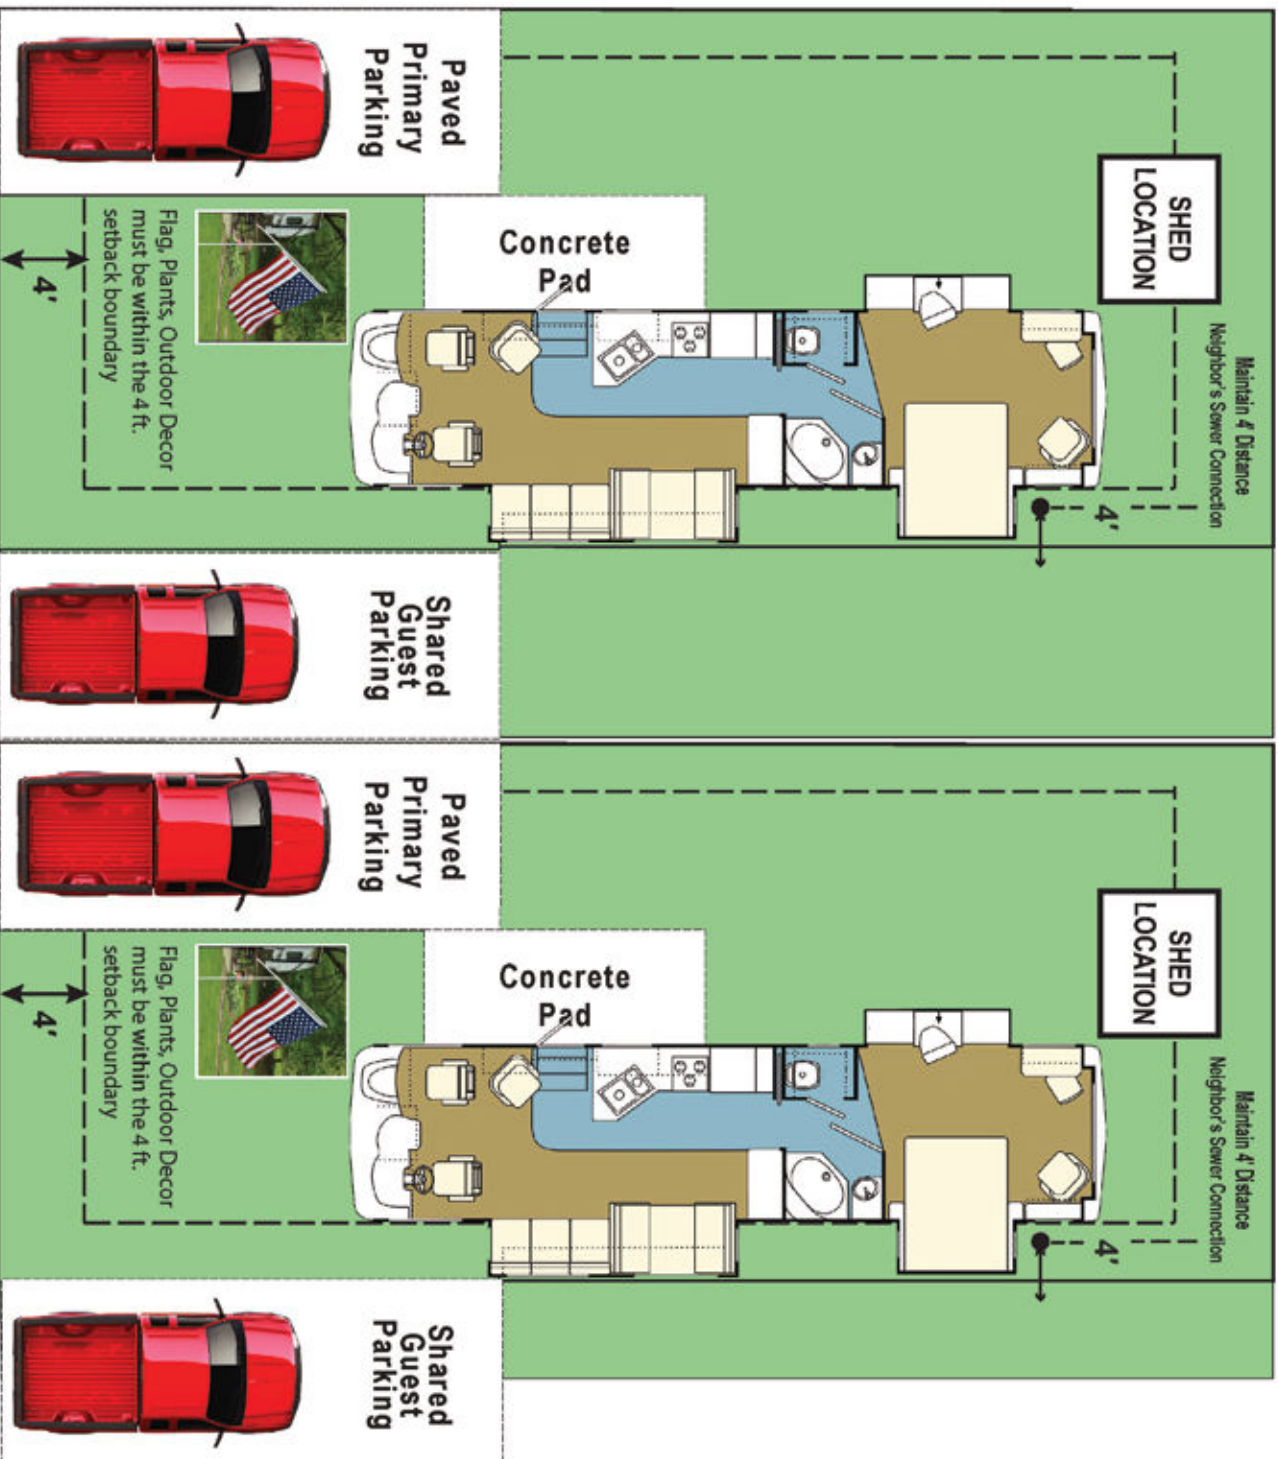 Paved
Primary
Parking
SHED
LOCATION
Concrete
Pad
Flag, Plants, Outdoor Decor
must be within the 4 ft.
setback boundary
4'
Maintain 4' Distance
Neighbor's Sewer Connection
4'
Shared
Guest
Parking
Paved
Primary
Parking
SHED
LOCATION
Concrete
Pad
Flag, Plants, Outdoor Decor
must be within the 4 ft.
setback boundary
4'
Maintain 4' Distance
Neighbor's Sewer Connection
4'
Shared
Guest
Parking